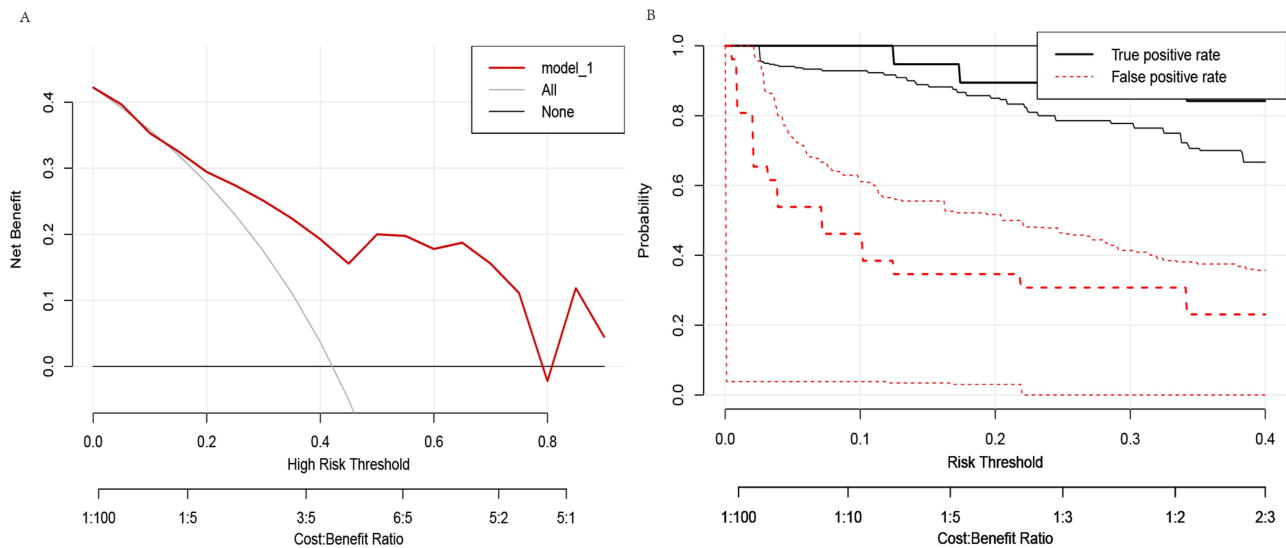 A
model_1
All
None
Net Benefit
0.4
0.3
0.2
0.1
0.0
0.0 0.2 0.4 0.6 0.8
High Risk Threshold
1:100 1:5 3:5 6:5 5:2 5:1
Cost:Benefit Ratio
B
True positive rate
False positive rate
Probability
1.0
0.8
0.6
0.4
0.2
0.0
0.0 0.1 0.2 0.3 0.4
Risk Threshold
1:100 1:10 1:5 1:3 1:2 2:3
Cost:Benefit Ratio